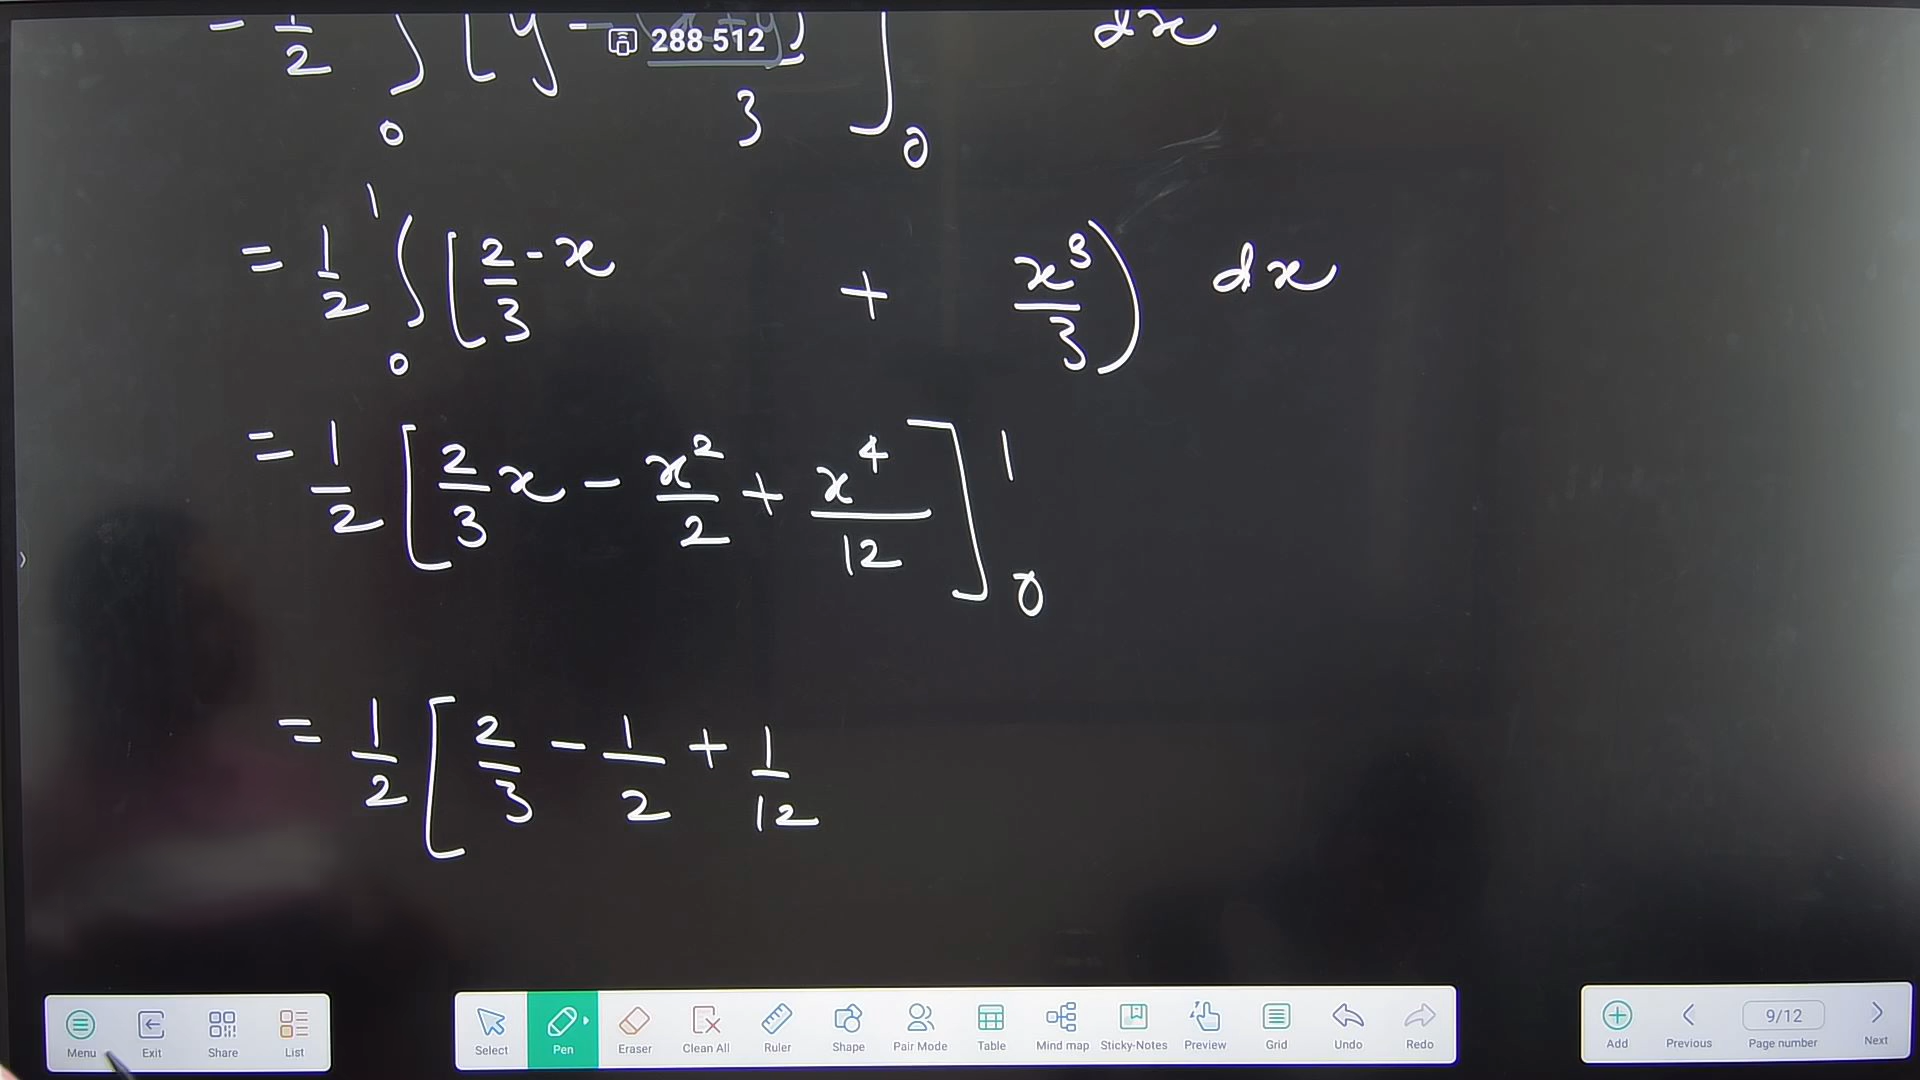 - 1/2 ∫₀ [y - (x+y)/3]₀ dx
288 512
= 1/2 ∫₀¹ [2/3 - x + x³/3) dx
= 1/2 [2/3 x - x²/2 + x⁴/12]₀¹
= 1/2 [2/3 - 1/2 + 1/12
Menu Exit Share List Select Pen Eraser Clean All Ruler Shape Pair Mode Table Mind map Sticky-Notes Preview Grid Undo Redo Add Previous 9/12 Page number Next